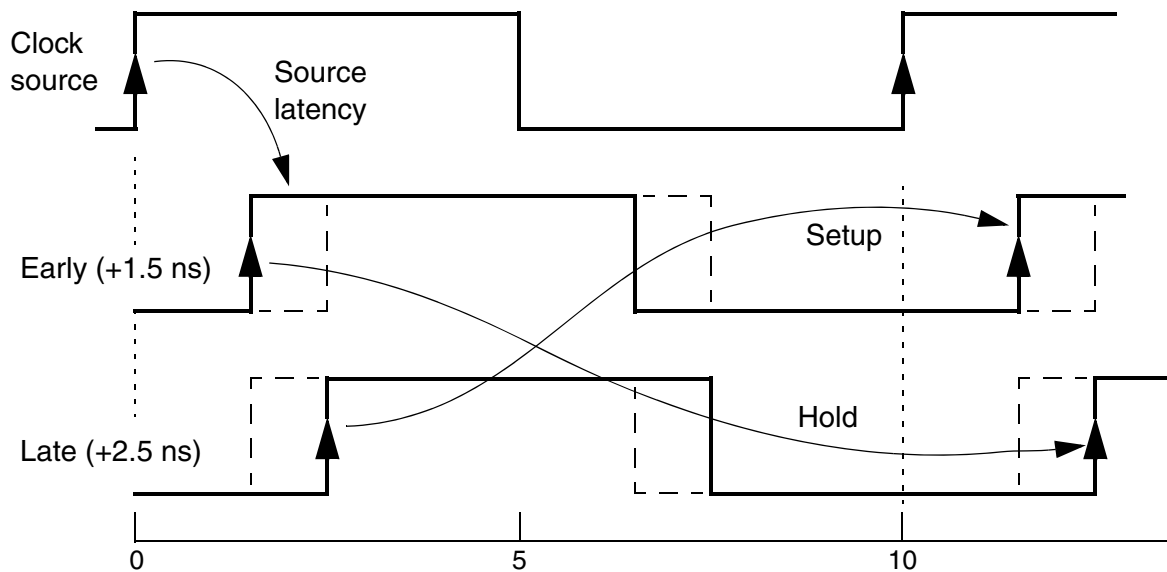 Clock
source
Source
latency
Early (+1.5 ns)
Setup
Late (+2.5 ns)
Hold
0
5
10